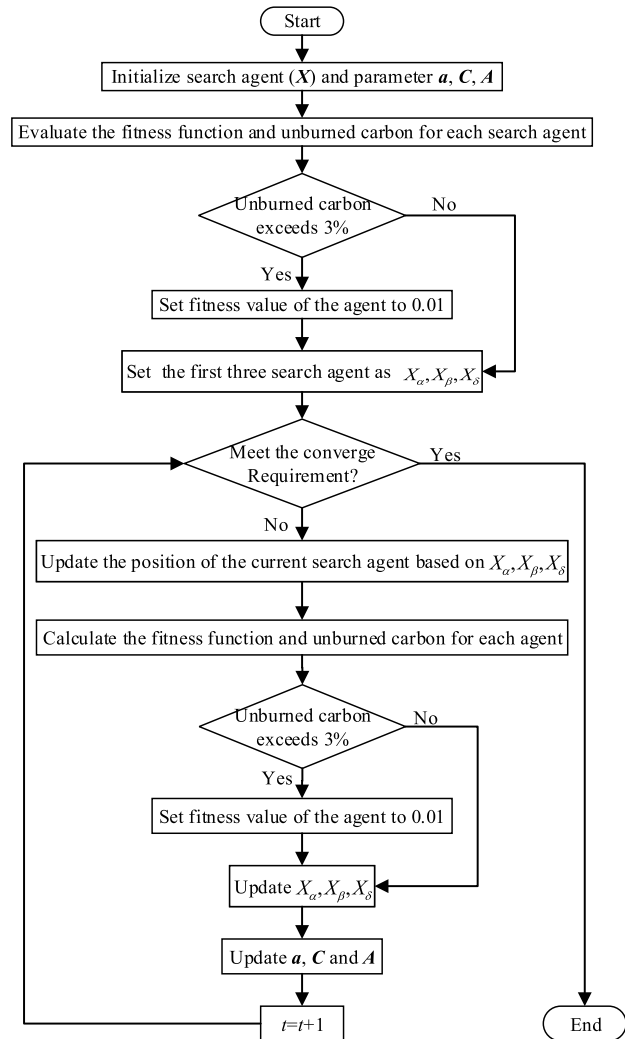 Start
Initialize search agent (X) and parameter a, C, A
Evaluate the fitness function and unburned carbon for each search agent
Unburned carbon
exceeds 3%
No
Yes
Set fitness value of the agent to 0.01
Set the first three search agent as Xα, Xβ, Xδ
Meet the converge
Requirement?
Yes
No
Update the position of the current search agent based on Xα, Xβ, Xδ
Calculate the fitness function and unburned carbon for each agent
Unburned carbon
exceeds 3%
No
Yes
Set fitness value of the agent to 0.01
Update Xα, Xβ, Xδ
Update a, C and A
t=t+1
End